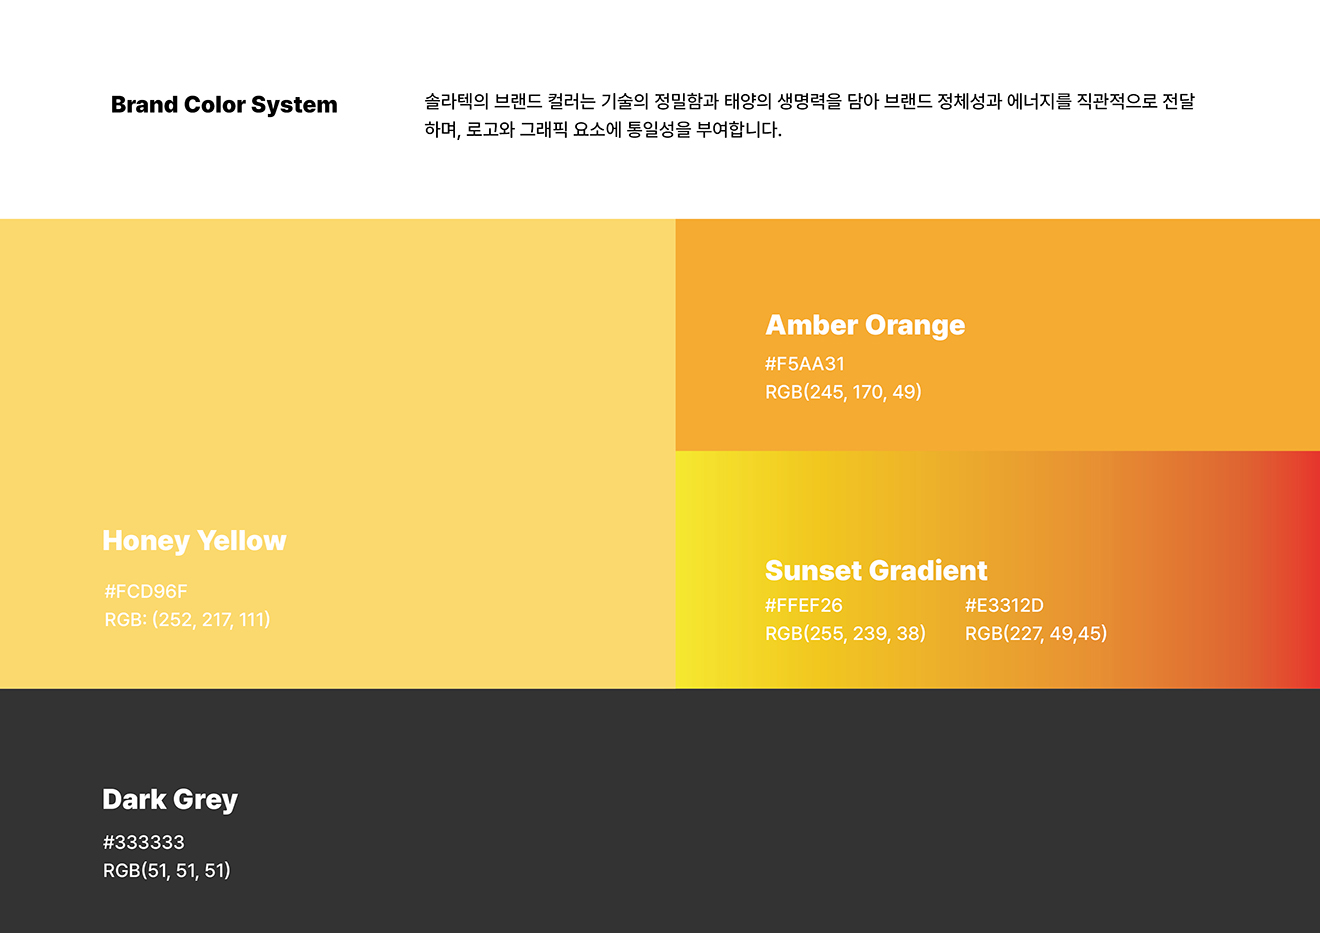 Brand Color System
솔라텍의 브랜드 컬러는 기술의 정밀함과 태양의 생명력을 담아 브랜드 정체성과 에너지를 직관적으로 전달
하며, 로고와 그래픽 요소에 통일성을 부여합니다.
Honey Yellow
#FCD96F
RGB: (252, 217, 111)
Amber Orange
#F5AA31
RGB(245, 170, 49)
Sunset Gradient
#FFEF26 #E3312D
RGB(255, 239, 38) RGB(227, 49,45)
Dark Grey
#333333
RGB(51, 51, 51)